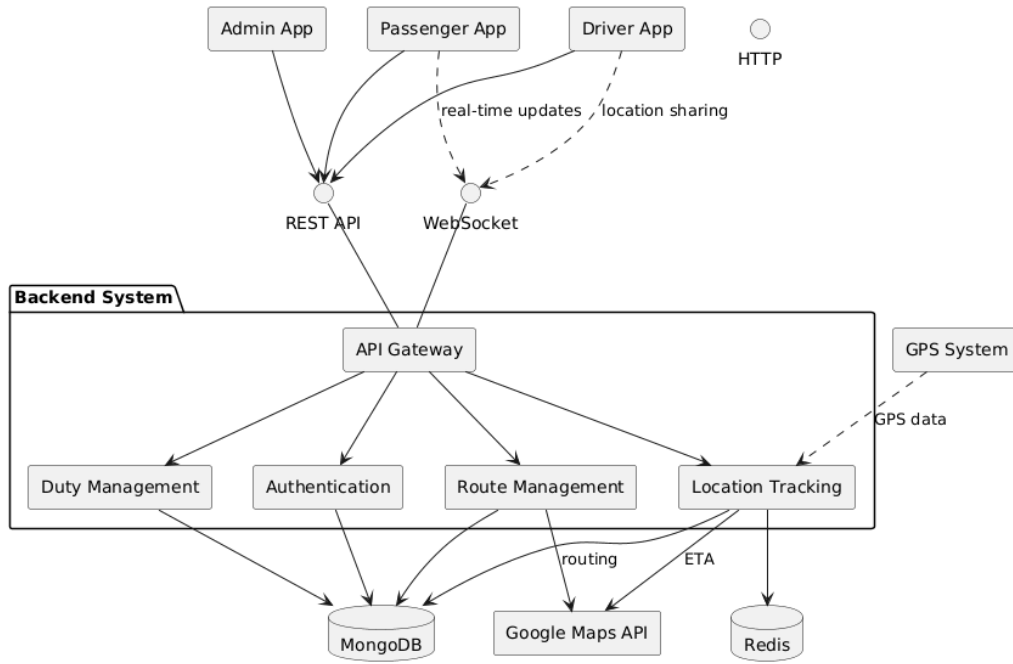 Admin App
Passenger App
Driver App
HTTP
real-time updates
location sharing
REST API
WebSocket
Backend System
API Gateway
GPS System
GPS data
Duty Management
Authentication
Route Management
Location Tracking
routing
ETA
MongoDB
Google Maps API
Redis